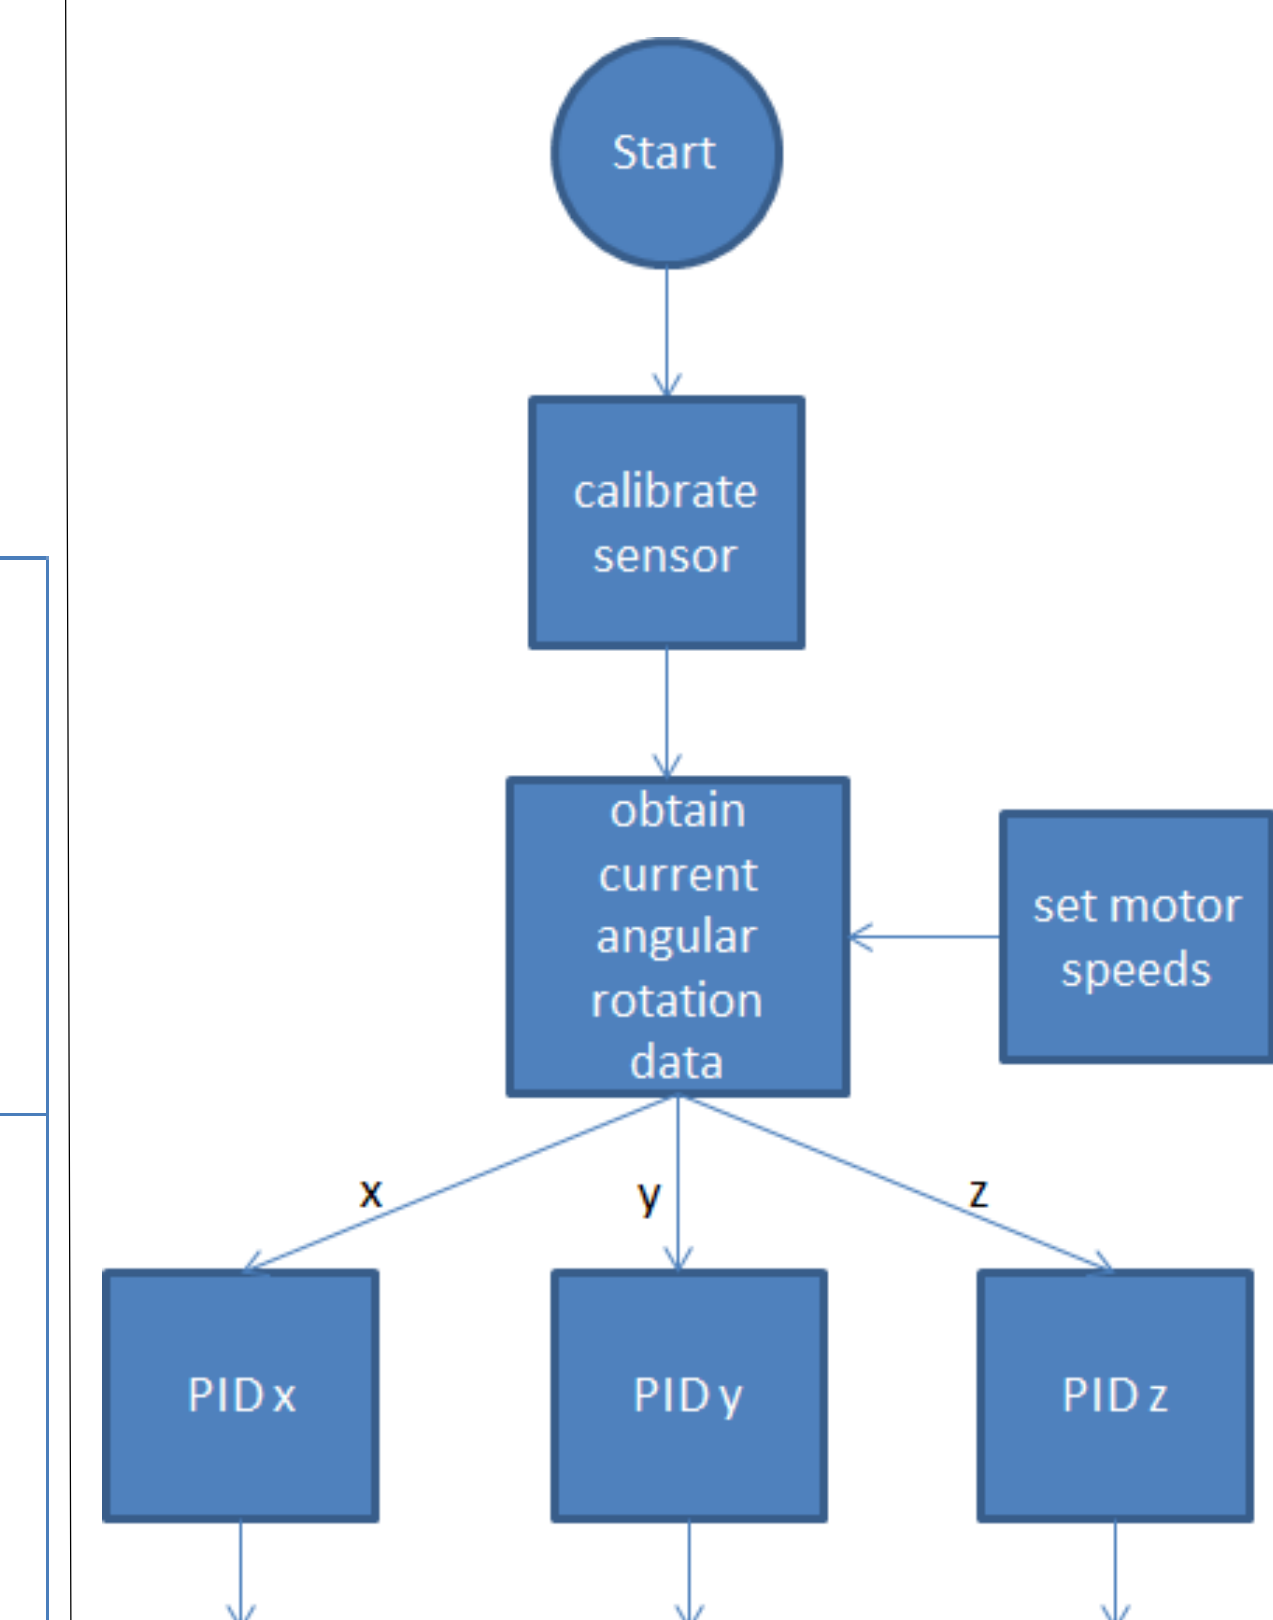 Start
calibrate
sensor
obtain
current
angular
rotation
data
set motor
speeds
x
y
z
PID x
PID y
PID z